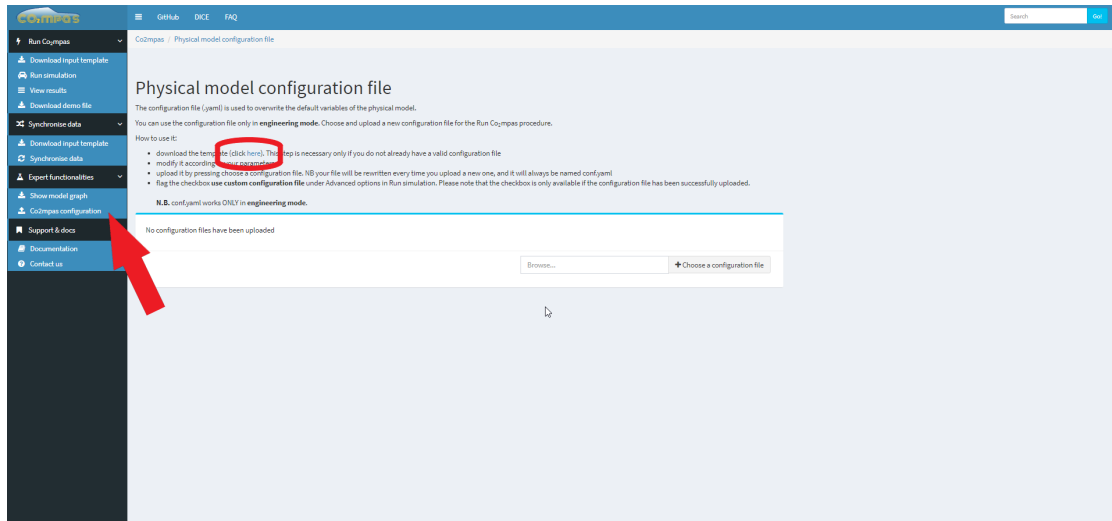 CO2mpas
GitHub DICE FAQ
Search Go!
Run Co₂mpas
Download input template
Run simulation
View results
Download demo file
Synchronise data
Donwload input template
Synchronise data
Expert functionalities
Show model graph
Co2mpas configuration
Support & docs
Documentation
Contact us
Co2mpas / Physical model configuration file
Physical model configuration file
The configuration file (.yaml) is used to overwrite the default variables of the physical model.
You can use the configuration file only in engineering mode. Choose and upload a new configuration file for the Run Co₂mpas procedure.
How to use it:
download the template (click here). This step is necessary only if you do not already have a valid configuration file
modify it according your parameters
upload it by pressing choose a configuration file. NB your file will be rewritten every time you upload a new one, and it will always be named conf.yaml
flag the checkbox use custom configuration file under Advanced options in Run simulation. Please note that the checkbox is only available if the configuration file has been successfully uploaded.
N.B. conf.yaml works ONLY in engineering mode.
No configuration files have been uploaded
Browse... Choose a configuration file